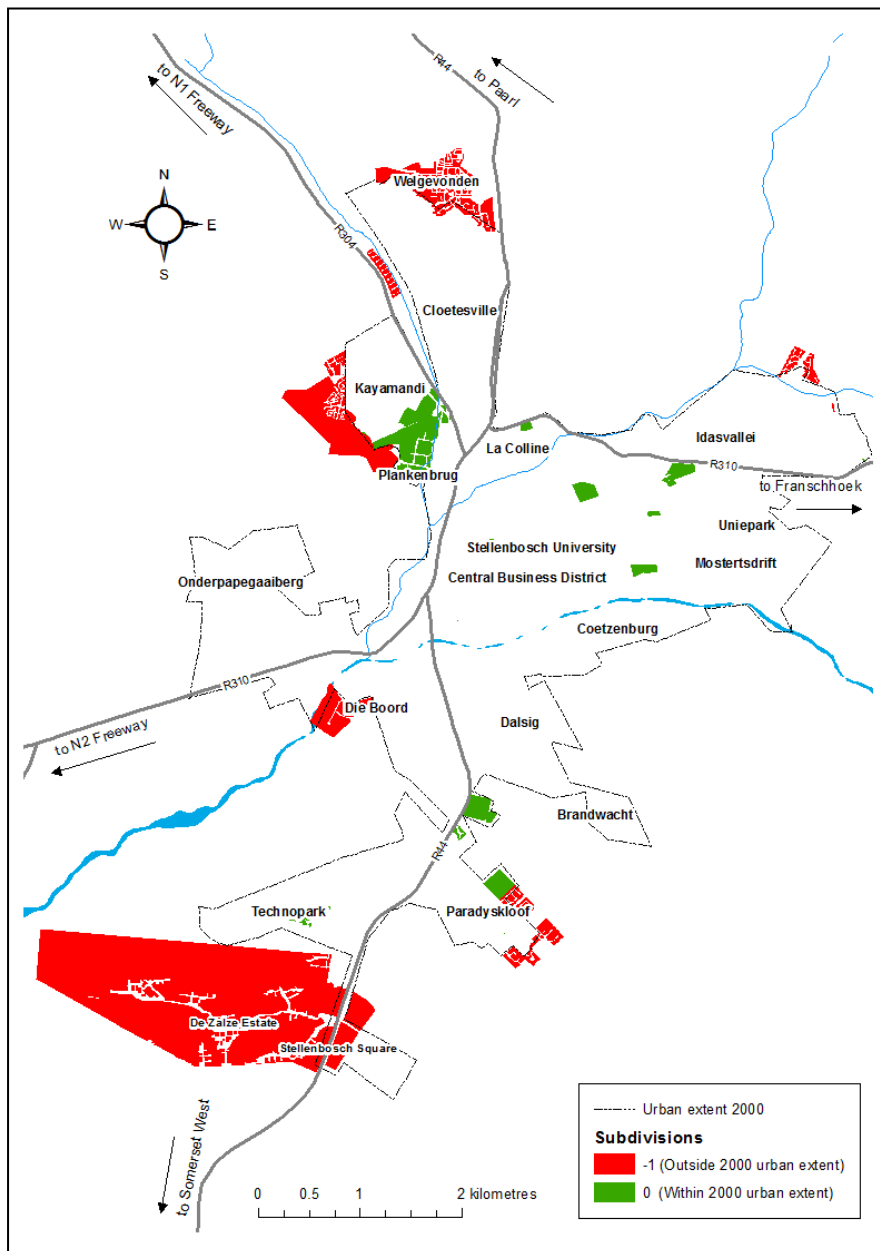 to N1 Freeway
R44
to Paarl
Welgevonden
N
W E
S
R304
Cloetesville
Kayamandi
La Colline
Idasvallei
Plankenbrug
R310
to Franschhoek
Uniepark
Stellenbosch University
Mostertsdrift
Onderpapegaaiberg
Central Business District
Coetzenburg
R310
Die Boord
Dalsig
to N2 Freeway
Brandwacht
R44
Technopark
Paradyskloof
De Zalze Estate
Stellenbosch Square
to Somerset West
Urban extent 2000
Subdivisions
-1 (Outside 2000 urban extent)
0 (Within 2000 urban extent)
0 0.5 1 2 kilometres